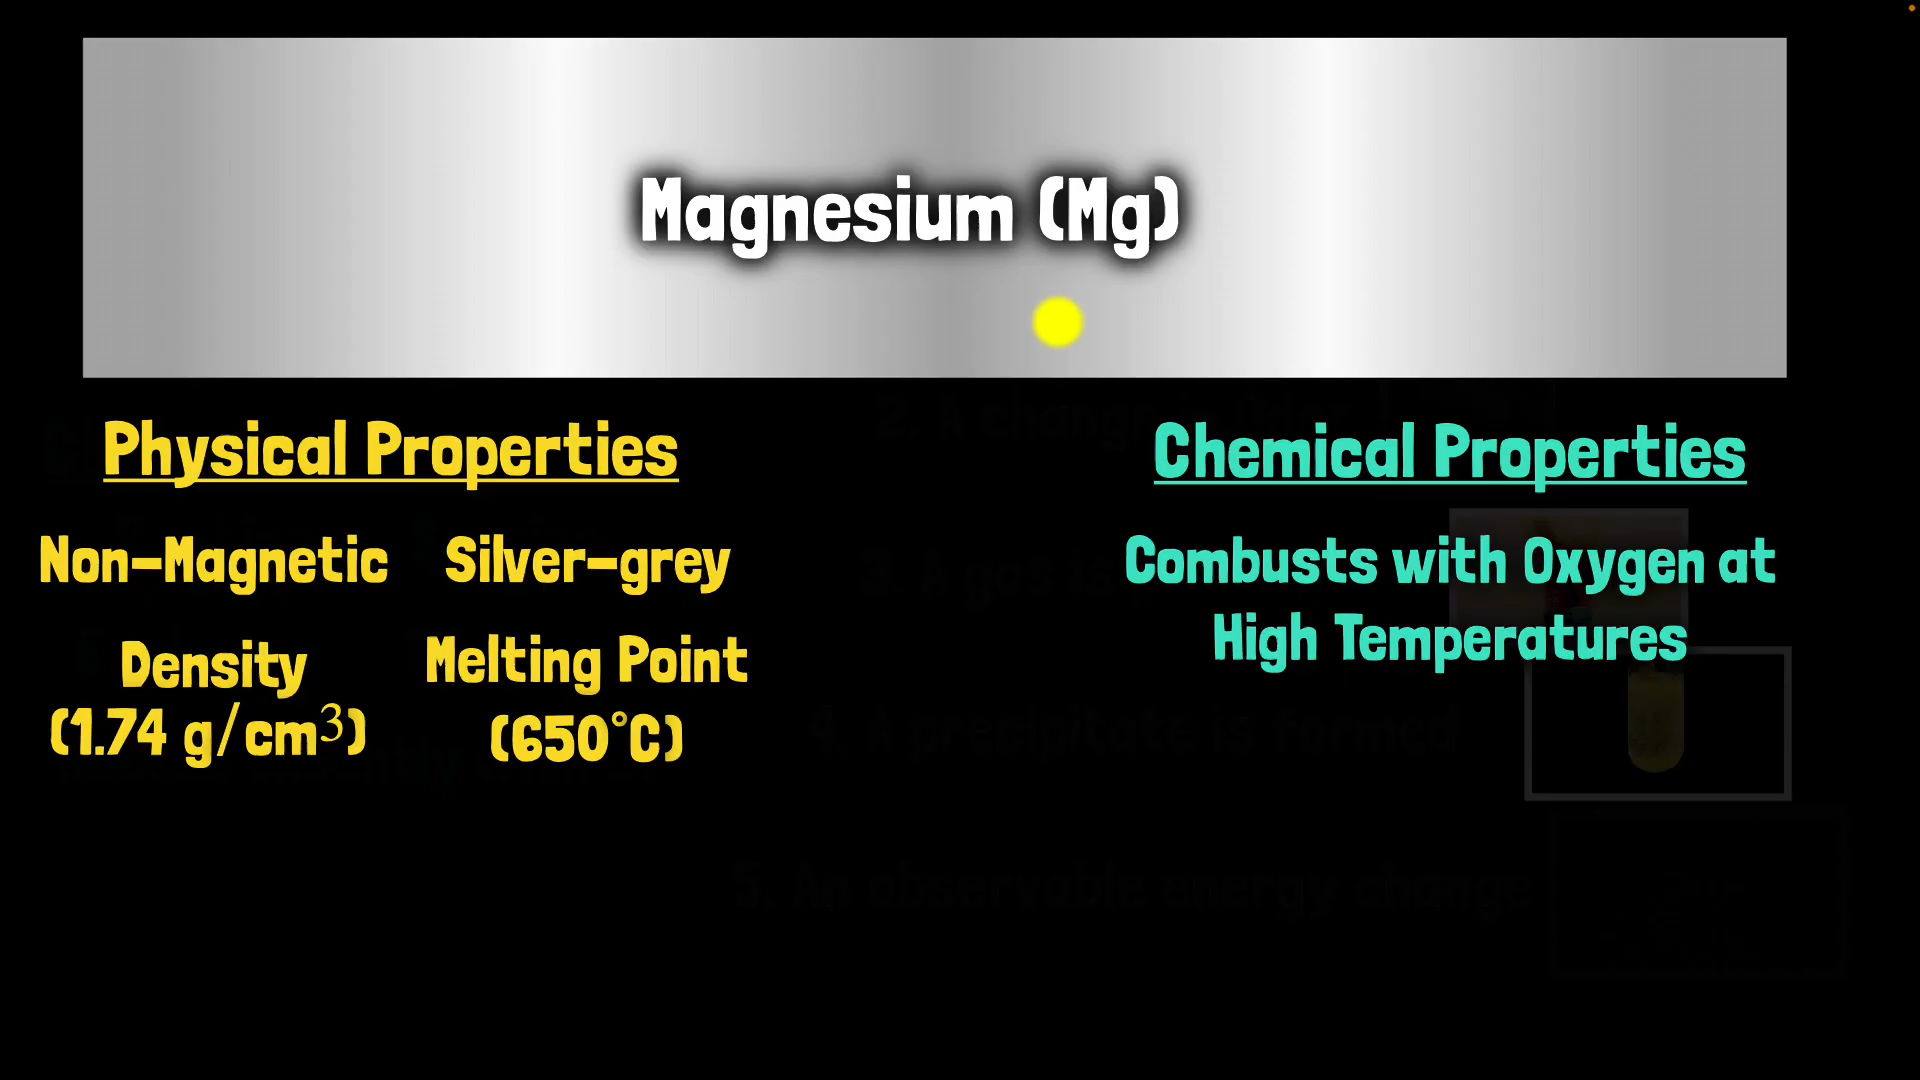 Magnesium (Mg)
Physical Properties
Non-Magnetic
Silver-grey
Density
(1.74 g/cm³)
Melting Point
(650°C)
Chemical Properties
Combusts with Oxygen at
High Temperatures
4. A precipitate is formed
5. An observable energy change